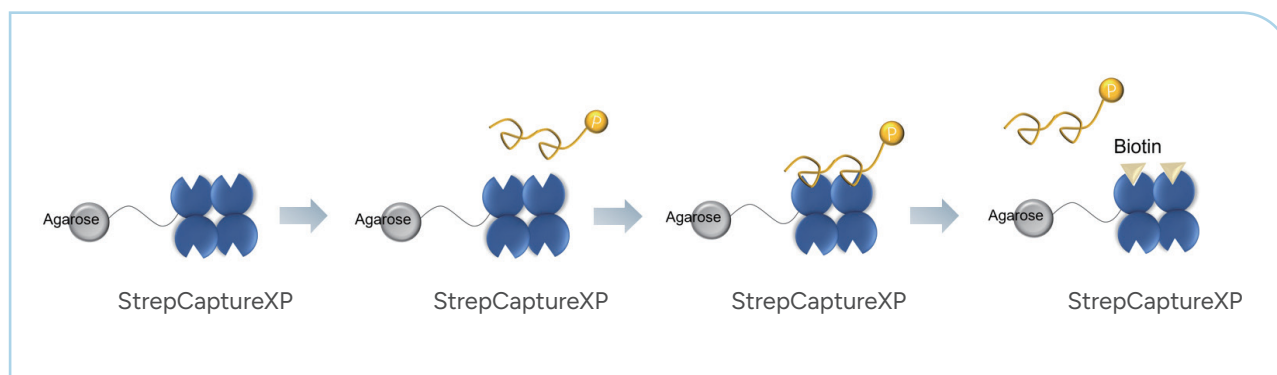 P
P
P
Biotin
Agarose
Agarose
Agarose
Agarose
StrepCaptureXP
StrepCaptureXP
StrepCaptureXP
StrepCaptureXP